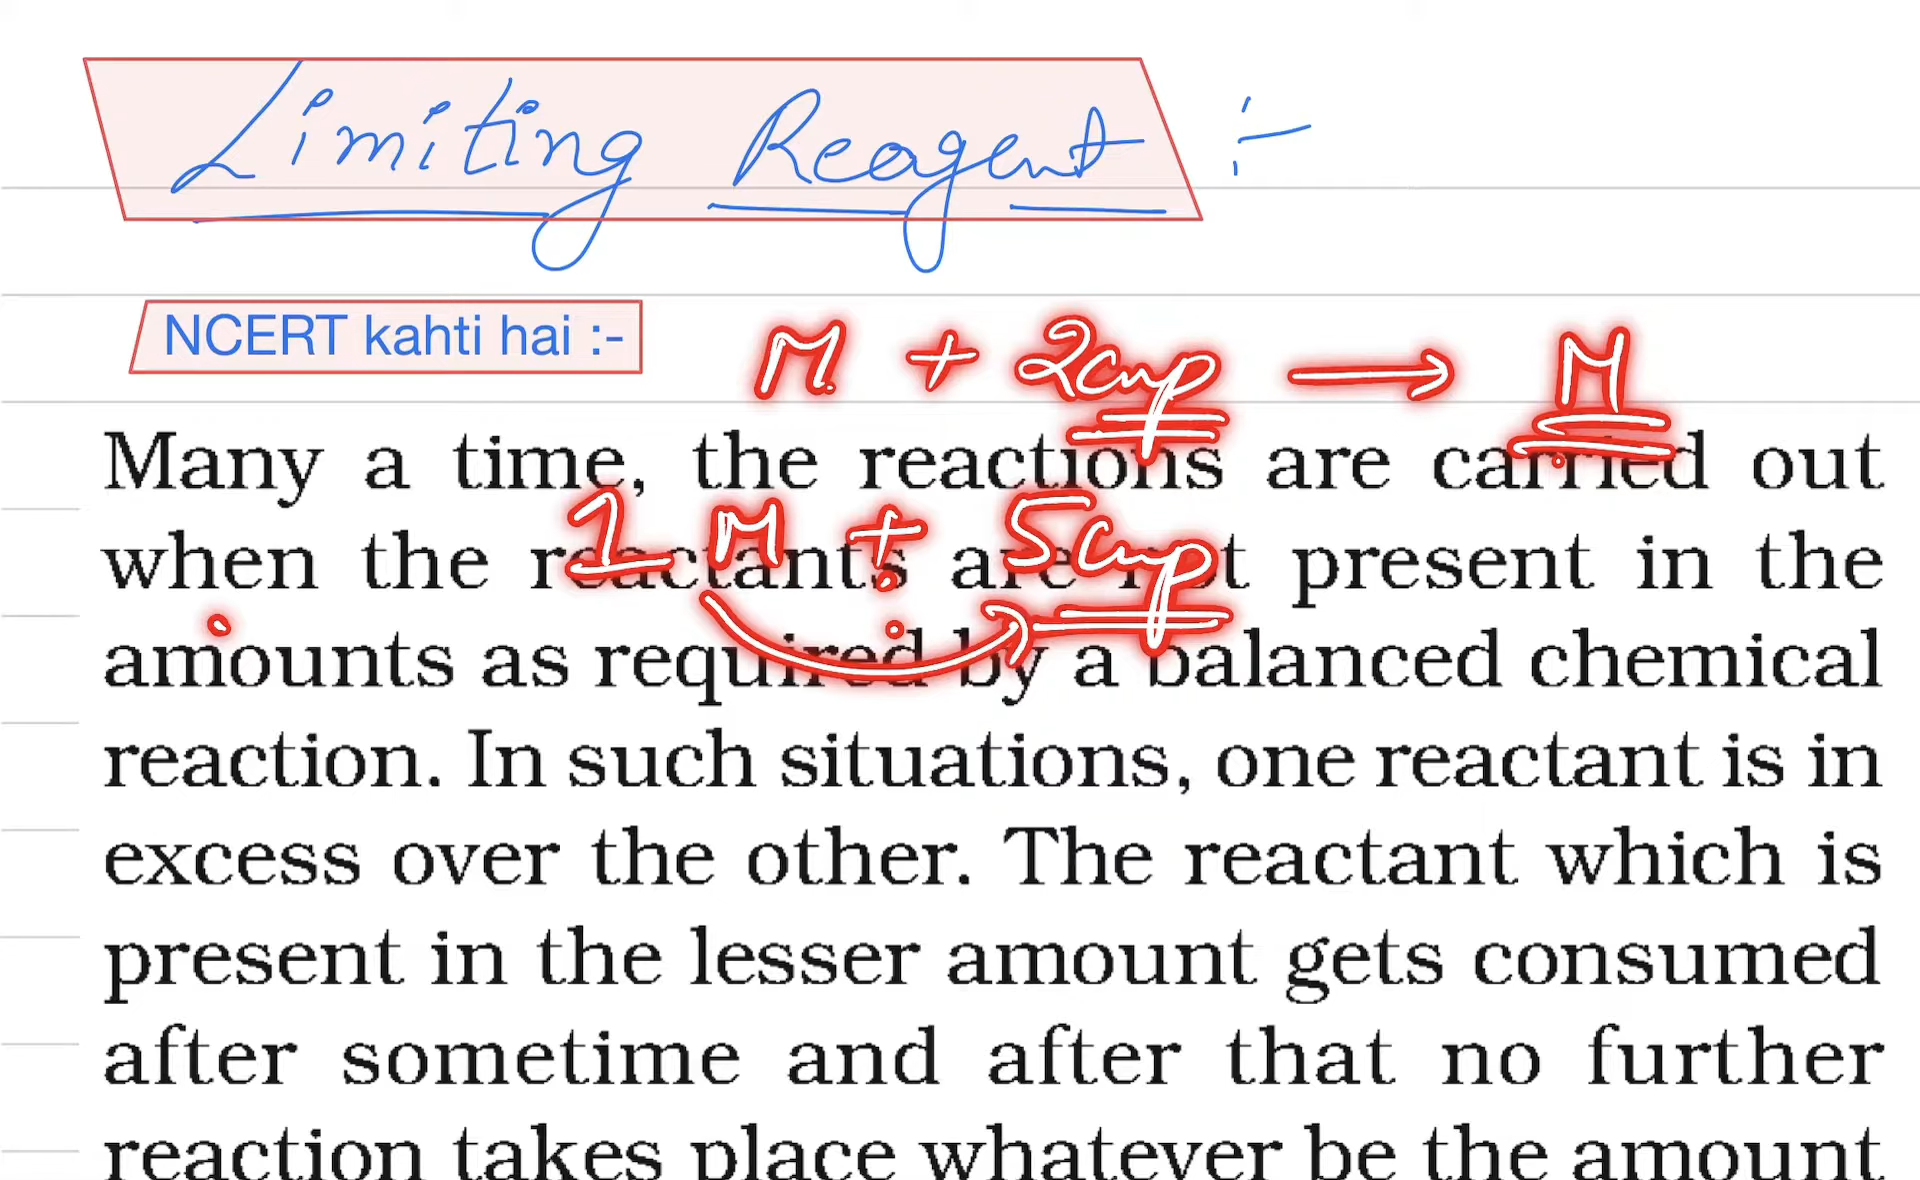 Limiting Reagent :-
NCERT kahti hai :-
M + 2cup → M
Many a time, the reactions are carried out
1 M + 5cup
when the reactants are not present in the
amounts as required by a balanced chemical
reaction. In such situations, one reactant is in
excess over the other. The reactant which is
present in the lesser amount gets consumed
after sometime and after that no further
reaction takes place whatever be the amount